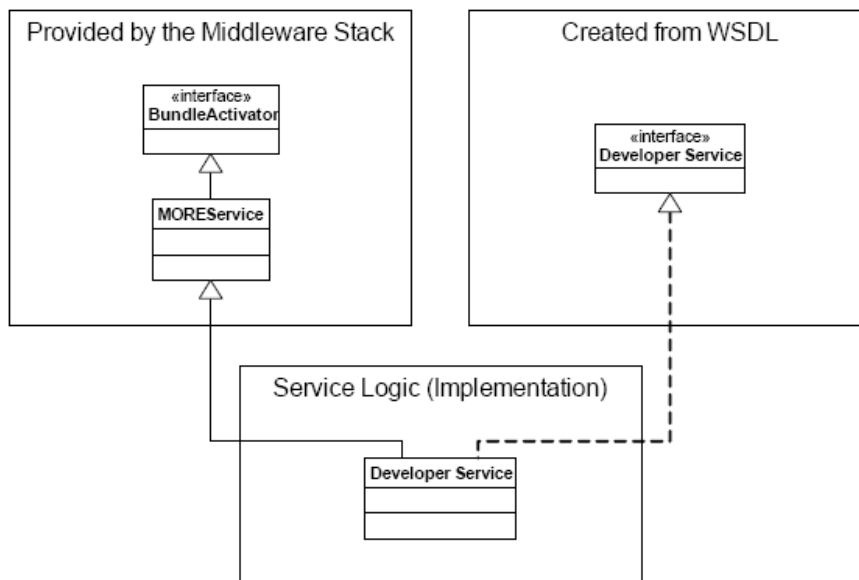 Provided by the Middleware Stack
«interface»
BundleActivator
MOREService
Created from WSDL
«interface»
Developer Service
Service Logic (Implementation)
Developer Service